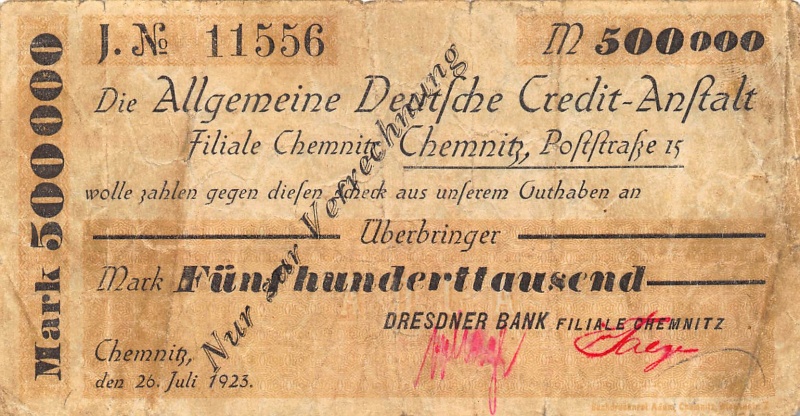 J. № 11556
M 500000
Mark 500000
Die Allgemeine Deutſche Credit-Anſtalt
Filiale Chemnitz, Chemnitz, Poſtſtraße 15
wolle zahlen gegen dieſen Scheck aus unſerem Guthaben an
Überbringer
Mark Fünfhunderttausend
Nur zur Verrechnung
DRESDNER BANK FILIALE CHEMNITZ
Chemnitz,
den 26. Juli 1923.